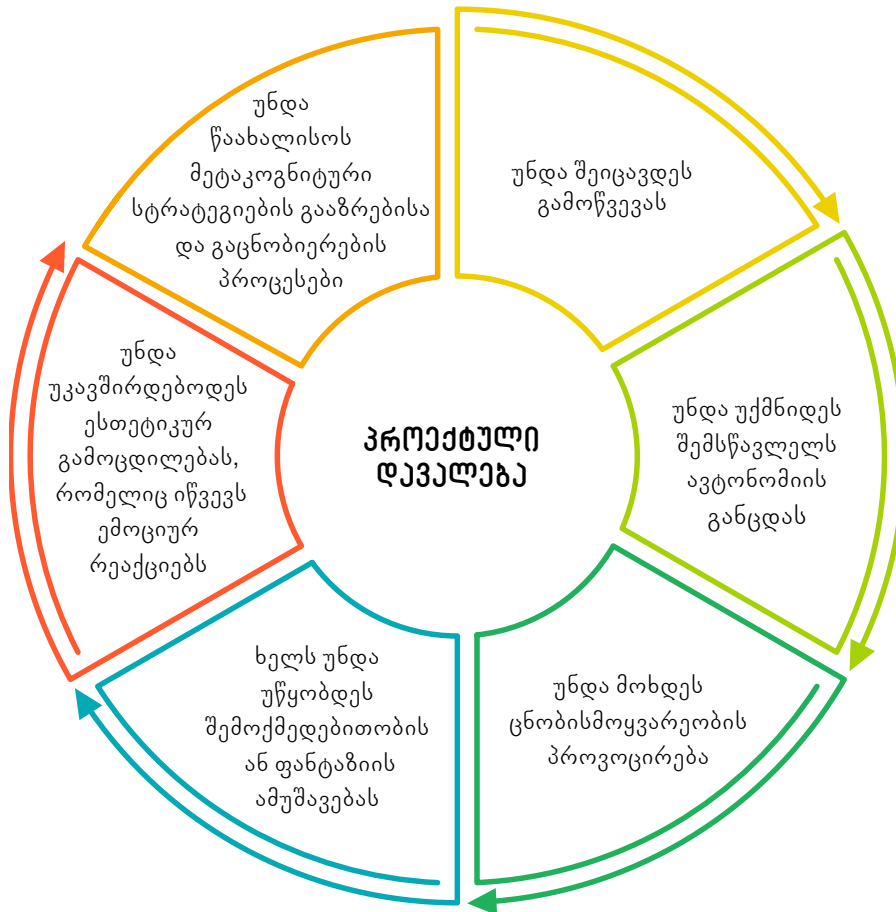 უნდა
წაახალისოს
მეტაკოგნიტური
სტრატეგიების გააზრებისა
და გაცნობიერების
პროცესები
უნდა შეიცავდეს
გამოწვევას
უნდა უქმნიდეს
შემსწავლელს
ავტონომიის
განცდას
უნდა მოხდეს
ცნობისმოყვარეობის
პროვოცირება
ხელს უნდა
უწყობდეს
შემოქმედებითობის
ან ფანტაზიის
ამუშავებას
უნდა
უკავშირდებოდეს
ესთეტიკურ
გამოცდილებას,
რომელიც იწვევს
ემოციურ
რეაქციებს
პროექტული
დავალება